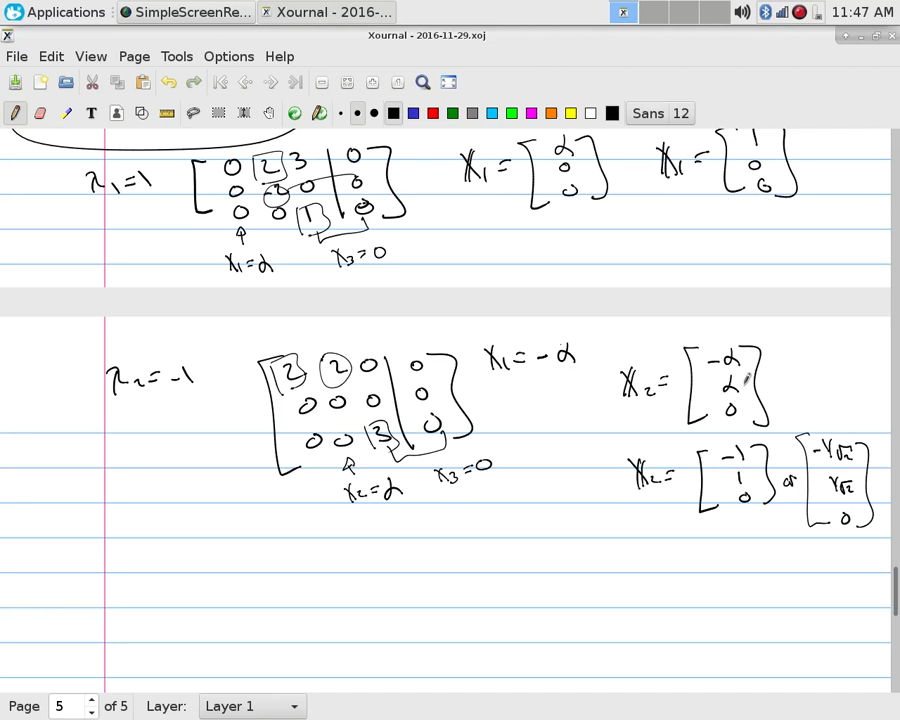 Applications SimpleScreenRe... Xournal - 2016-... 11:47 AM
Xournal - 2016-11-29.xoj
File Edit View Page Tools Options Help
Sans 12
λ₁=1 [0 2 3 | 0] X₁ = [α] X₁ = [1]
[0 -2 0 | 0] [0] [0]
[0 0 1 | 0] [0] [0]
x₁=α x₃=0
λ₂=-1 [2 2 0 | 0] x₁=-α X₂ = [-α]
[0 0 0 | 0] [α]
[0 0 3 | 0] [0]
x₂=α x₃=0 X₂ = [-1] or [-1/√2]
[1] [1/√2]
[0] [0]
Page 5 of 5 Layer: Layer 1